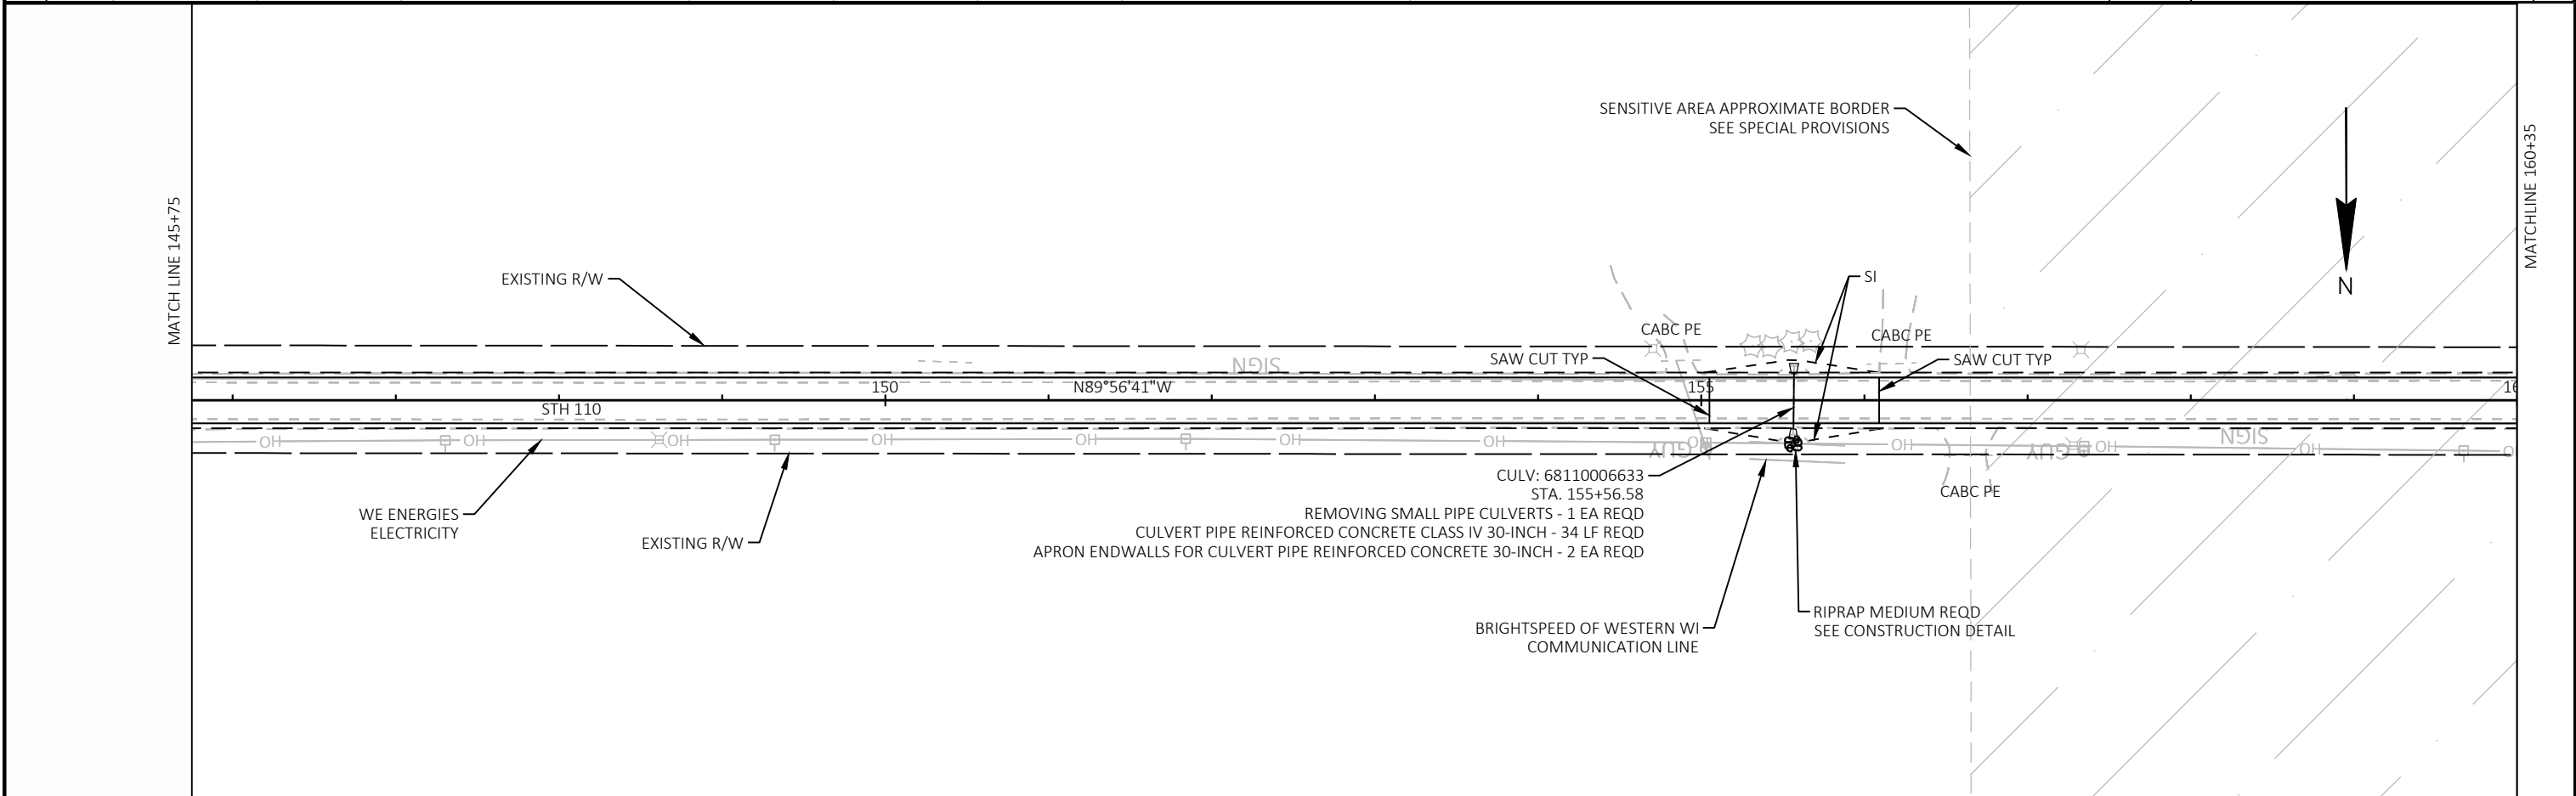 SENSITIVE AREA APPROXIMATE BORDER
SEE SPECIAL PROVISIONS
MATCH LINE 145+75
MATCHLINE 160+35
N
EXISTING R/W
SI
CABC PE
CABC PE
SAW CUT TYP
SAW CUT TYP
SIGN
150
N89°56'41"W
155
16
STH 110
OH
OH
OH
OH
OH
OH
OH
OH
OH
OH
GUY
GUY
SIGN
CABC PE
WE ENERGIES
ELECTRICITY
EXISTING R/W
CULV: 68110006633
STA. 155+56.58
REMOVING SMALL PIPE CULVERTS - 1 EA REQD
CULVERT PIPE REINFORCED CONCRETE CLASS IV 30-INCH - 34 LF REQD
APRON ENDWALLS FOR CULVERT PIPE REINFORCED CONCRETE 30-INCH - 2 EA REQD
BRIGHTSPEED OF WESTERN WI
COMMUNICATION LINE
RIPRAP MEDIUM REQD
SEE CONSTRUCTION DETAIL